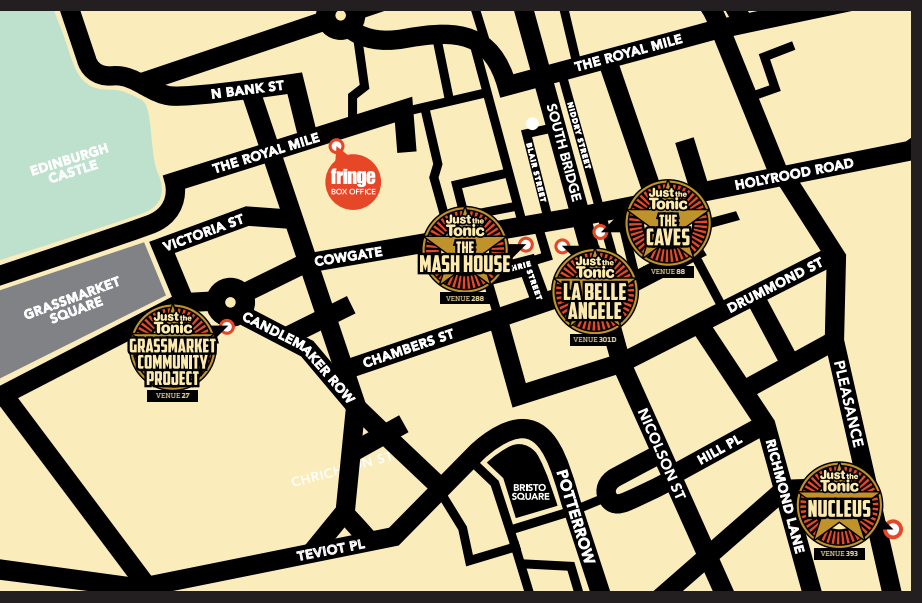 THE ROYAL MILE
N BANK ST
NIDDRY STREET
SOUTH BRIDGE
EDINBURGH
CASTLE
THE ROYAL MILE
BLAIR STREET
fringe
BOX OFFICE
HOLYROOD ROAD
VICTORIA ST
Just the
Tonic
THE
CAVES
VENUE 88
Just the
Tonic
THE
MASH HOUSE
VENUE 288
COWGATE
HRIE
STREET
Just the
Tonic
LA BELLE
ANGELE
VENUE 301D
GRASSMARKET
SQUARE
DRUMMOND ST
Just the
Tonic
GRASSMARKET
COMMUNITY
PROJECT
VENUE 27
CANDLEMAKER ROW
CHAMBERS ST
PLEASANCE
NICOLSON ST
HILL PL
RICHMOND LANE
BRISTO
SQUARE
POTTERROW
Just the
Tonic
NUCLEUS
VENUE 393
TEVIOT PL